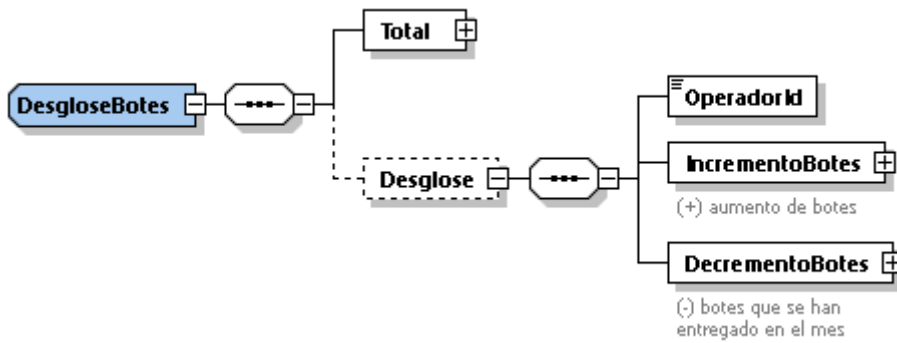 Total
DesgloseBotes
OperadorId
Desglose
IncrementoBotes
(+) aumento de botes
DecrementoBotes
(-) botes que se han
entregado en el mes